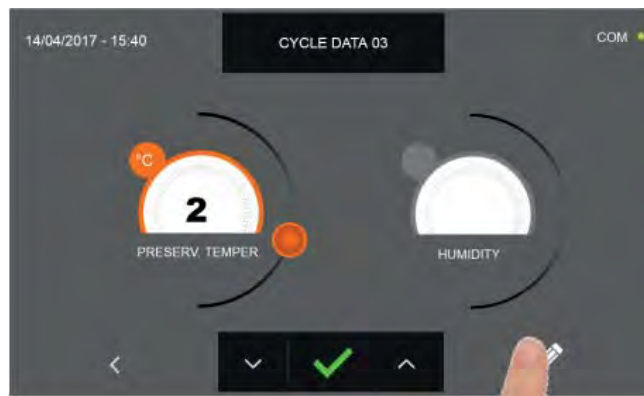 14/04/2017 - 15:40
CYCLE DATA 03
COM
°C
2
PRESERV. TEMPER
HUMIDITY